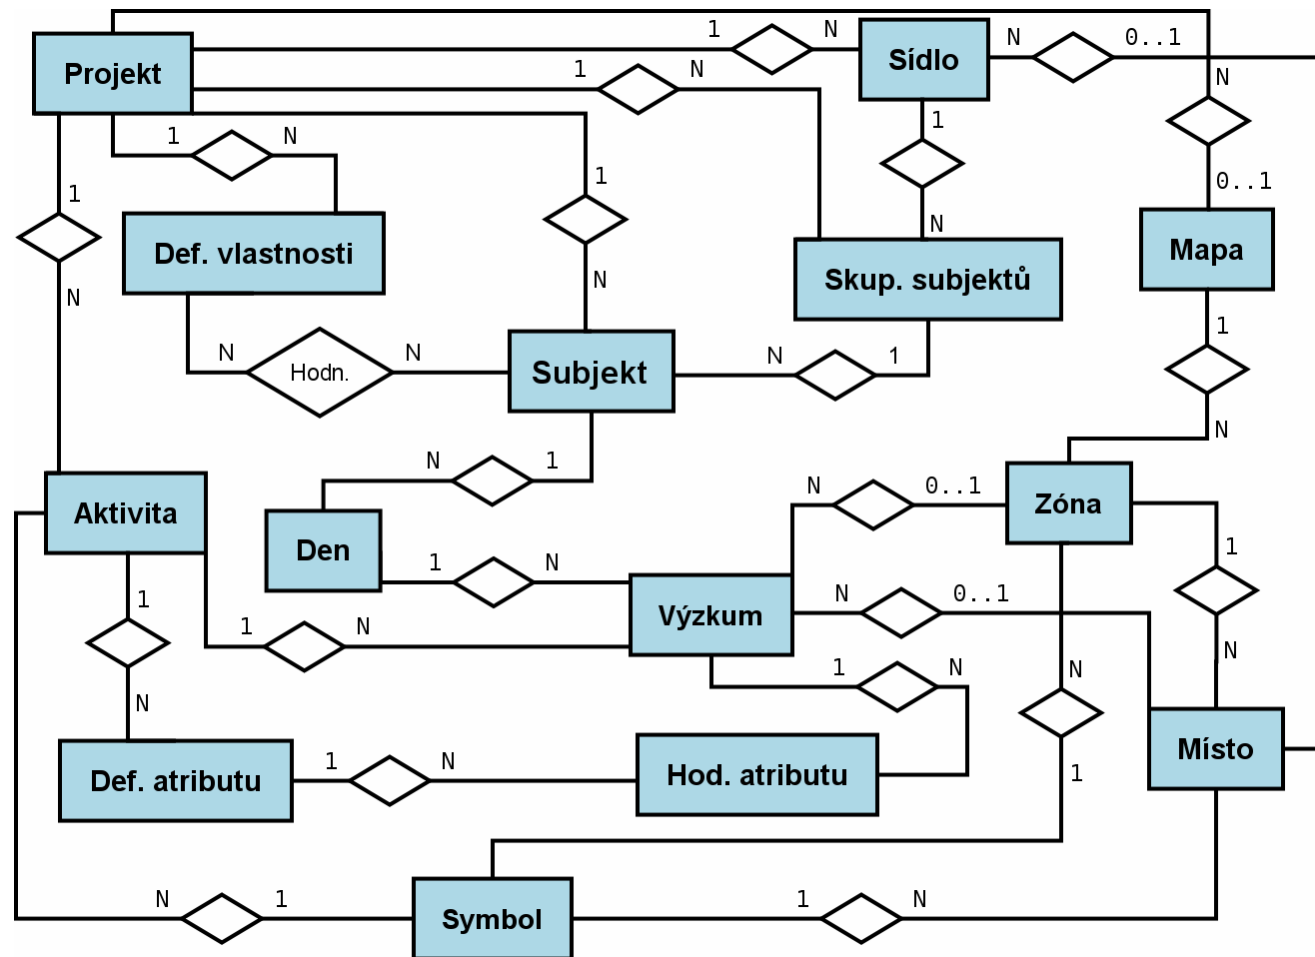 1 N Sídlo N 0..1
Projekt
1 N
N
1 N
1
1
1
0..1
Def. vlastnosti
N
Mapa
Skup. subjektů
N
N
1
N Hodn. N
Subjekt
N 1
N
N 1
Aktivita
N 0..1
Zóna
Den
1 N
1
N 0..1
1
Výzkum
1 N
N
1 N
N
N
Místo
Def. atributu
1 N
Hod. atributu
1
N 1
Symbol
1 N